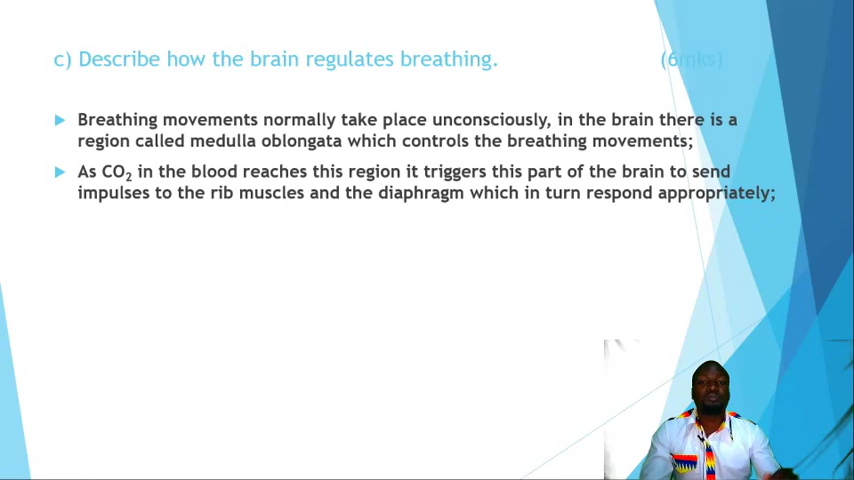 c) Describe how the brain regulates breathing. (6mks)
Breathing movements normally take place unconsciously, in the brain there is a
region called medulla oblongata which controls the breathing movements;
As CO₂ in the blood reaches this region it triggers this part of the brain to send
impulses to the rib muscles and the diaphragm which in turn respond appropriately;